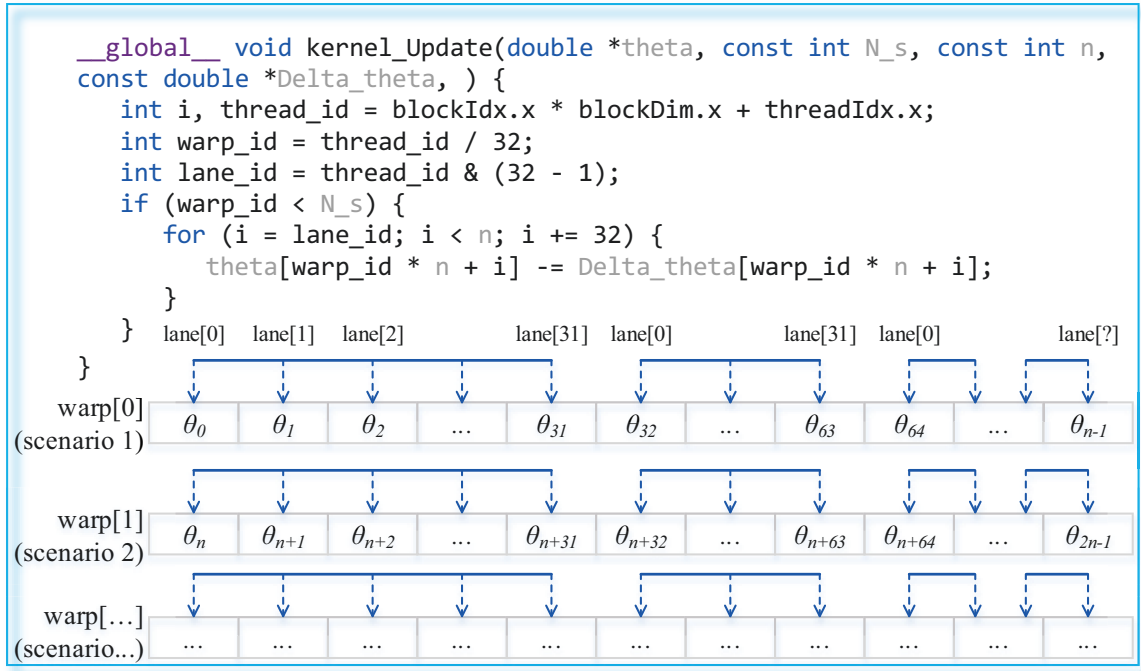 __global__ void kernel_Update(double *theta, const int N_s, const int n,
const double *Delta_theta, ) {
int i, thread_id = blockIdx.x * blockDim.x + threadIdx.x;
int warp_id = thread_id / 32;
int lane_id = thread_id & (32 - 1);
if (warp_id < N_s) {
for (i = lane_id; i < n; i += 32) {
theta[warp_id * n + i] -= Delta_theta[warp_id * n + i];
}
} lane[0] lane[1] lane[2] lane[31] lane[0] lane[31] lane[0] lane[?]
}
warp[0]
(scenario 1) θ0 θ1 θ2 ... θ31 θ32 ... θ63 θ64 ... θn-1
warp[1]
(scenario 2) θn θn+1 θn+2 ... θn+31 θn+32 ... θn+63 θn+64 ... θ2n-1
warp[...]
(scenario...) ... ... ... ... ... ... ... ... ... ... ...